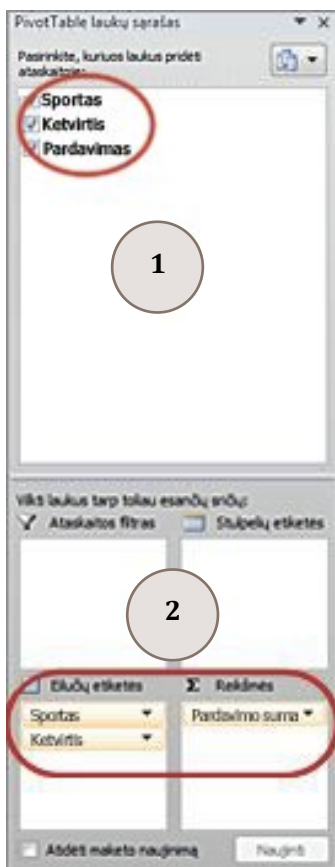 PivotTable laukų sąrašas
Pasirinkite, kuriuos laukus pridėti
ataskaitoje:
Sportas
Ketvirtis
Pardavimas
1
Vilkti laukus tarp toliau esančių sričių:
Ataskaitos filtras Stulpelių etiketės
2
Eilučių etiketės Σ Reikšmės
Sportas Pardavimo suma
Ketvirtis
Atidėti maketo naujinimą Naujinti